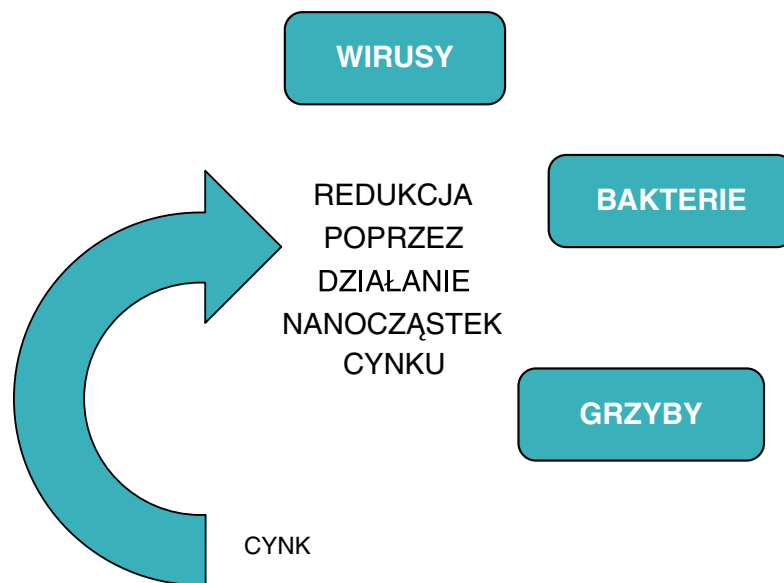 WIRUSY
REDUKCJA
POPRZEZ
DZIAŁANIE
NANOCZĄSTEK
CYNKU
BAKTERIE
GRZYBY
CYNK